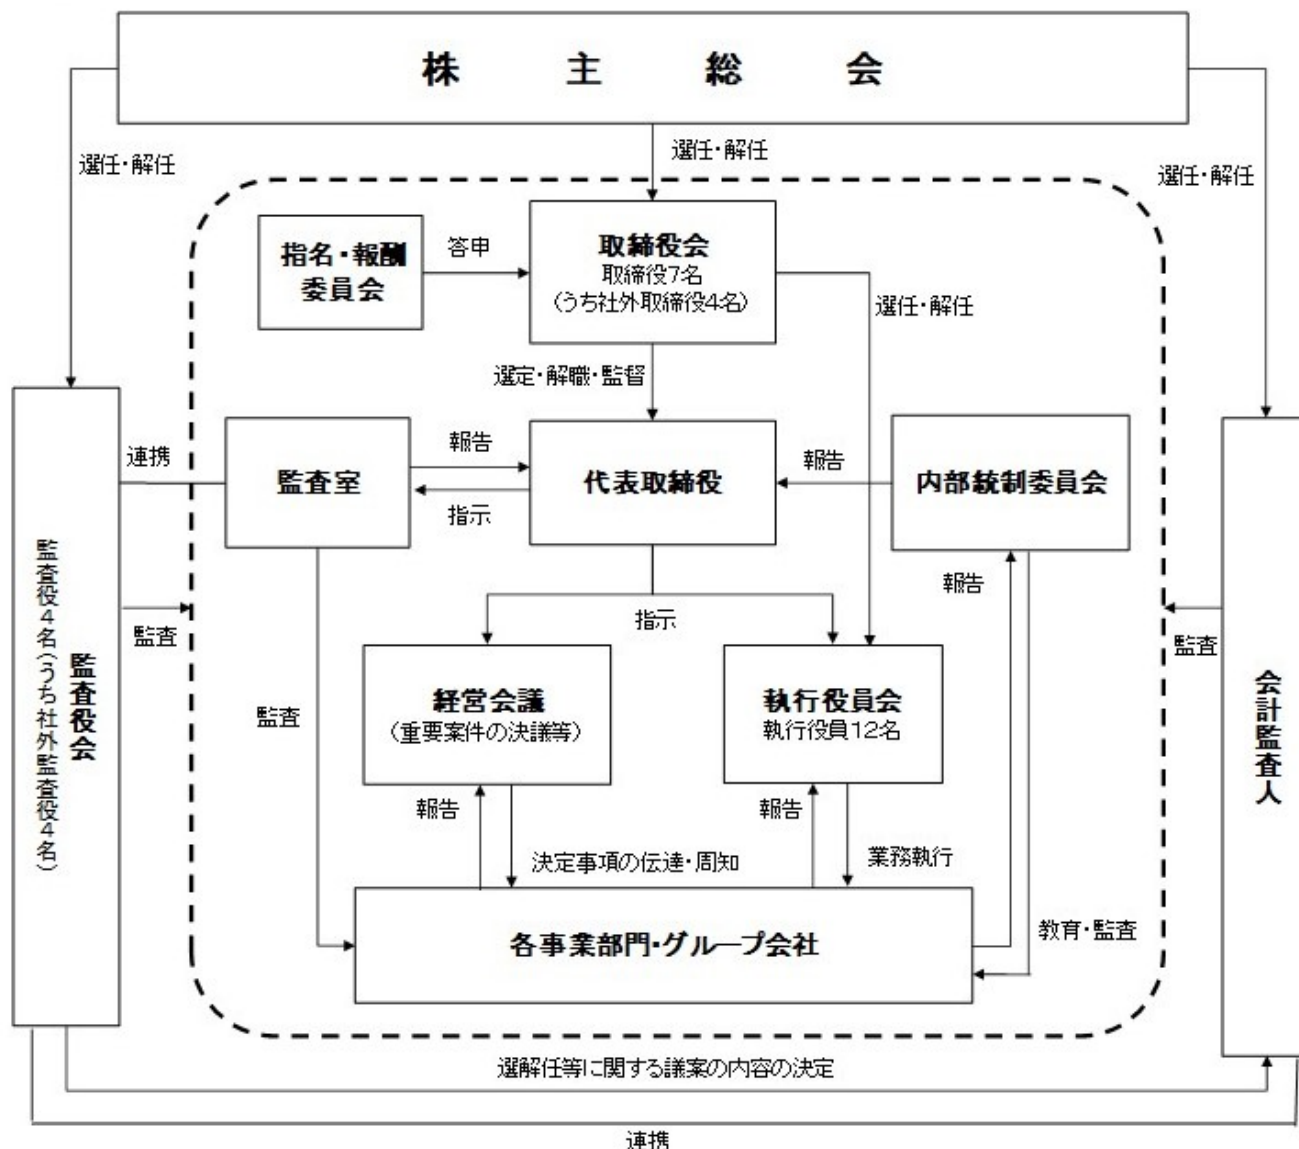 株主総会
選任・解任
選任・解任
選任・解任
指名・報酬
委員会
答申
取締役会
取締役7名
(うち社外取締役4名)
選任・解任
選定・解職・監督
連携
監査室
報告
指示
代表取締役
報告
内部統制委員会
監査役会
監査役4名(うち社外監査役4名)
監査
指示
報告
監査
会計監査人
監査
経営会議
(重要案件の決議等)
執行役員会
執行役員12名
報告
決定事項の伝達・周知
報告
業務執行
各事業部門・グループ会社
教育・監査
選解任等に関する議案の内容の決定
連携